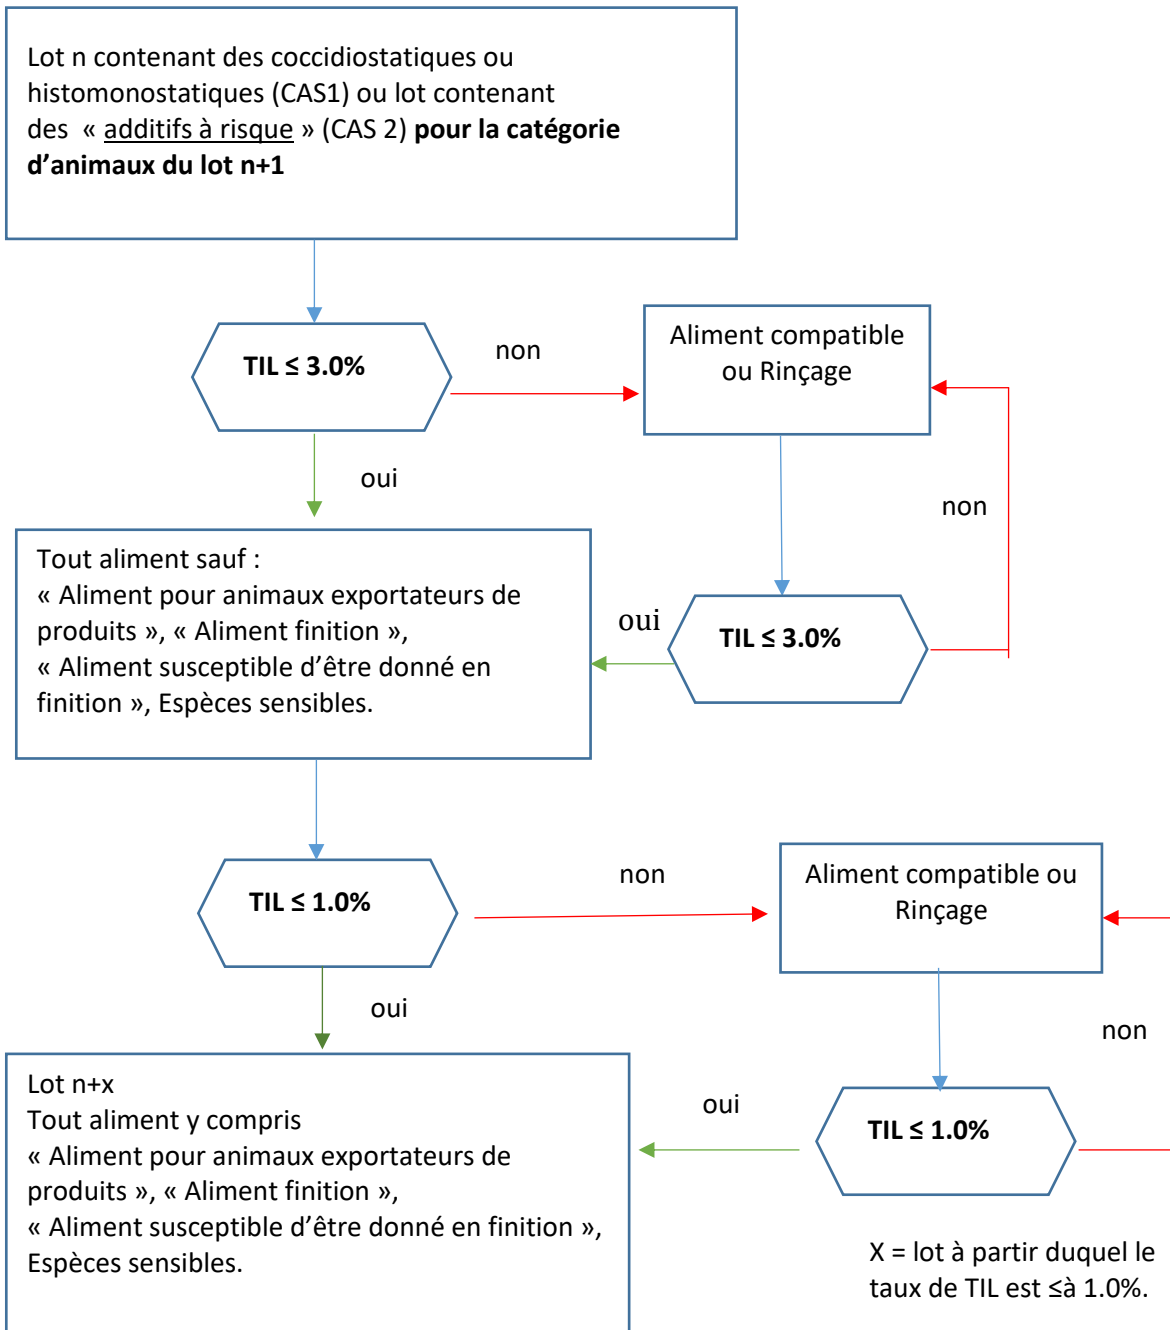 Lot n contenant des coccidiostatiques ou
histomonostatiques (CAS1) ou lot contenant
des « additifs à risque » (CAS 2) pour la catégorie
d’animaux du lot n+1
TIL ≤ 3.0%
non
Aliment compatible
ou Rinçage
oui
non
Tout aliment sauf :
« Aliment pour animaux exportateurs de
produits », « Aliment finition »,
« Aliment susceptible d’être donné en
finition », Espèces sensibles.
oui
TIL ≤ 3.0%
TIL ≤ 1.0%
non
Aliment compatible ou
Rinçage
oui
non
Lot n+x
Tout aliment y compris
« Aliment pour animaux exportateurs de
produits », « Aliment finition »,
« Aliment susceptible d’être donné en finition »,
Espèces sensibles.
oui
TIL ≤ 1.0%
X = lot à partir duquel le
taux de TIL est ≤à 1.0%.